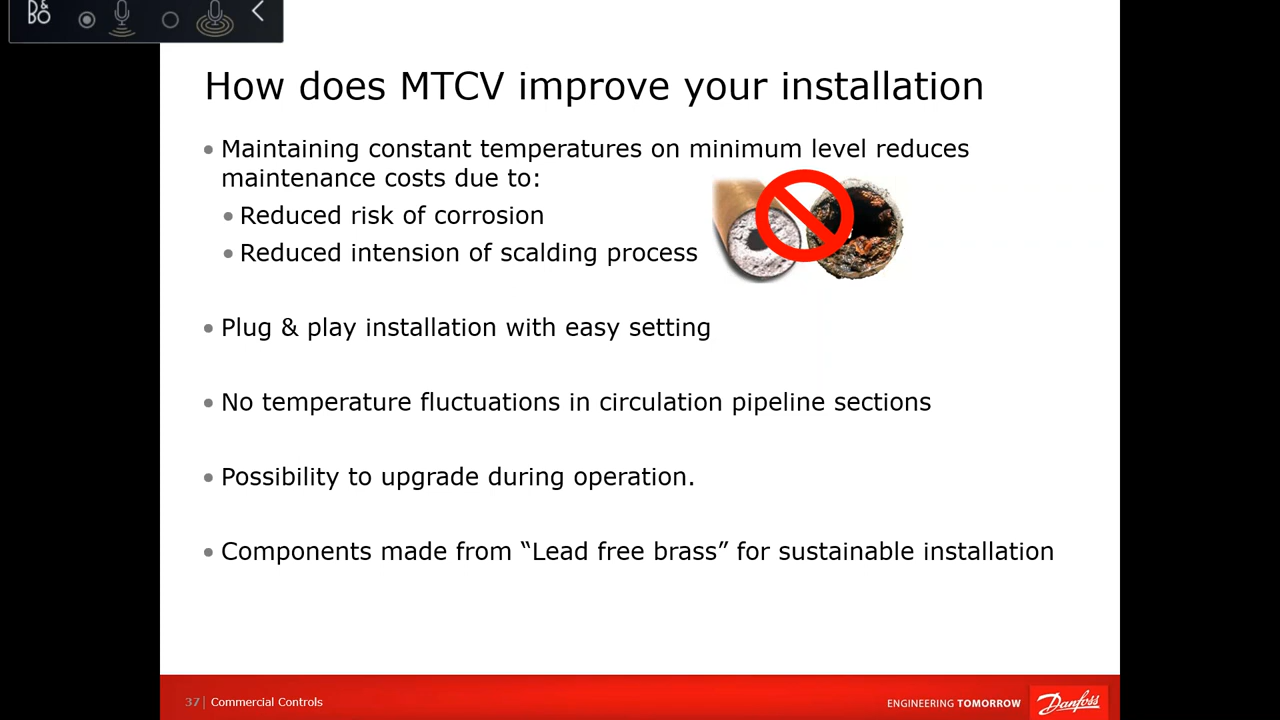 B&O
How does MTCV improve your installation
• Maintaining constant temperatures on minimum level reduces
maintenance costs due to:
• Reduced risk of corrosion
• Reduced intension of scalding process
• Plug & play installation with easy setting
• No temperature fluctuations in circulation pipeline sections
• Possibility to upgrade during operation.
• Components made from “Lead free brass” for sustainable installation
37| Commercial Controls
ENGINEERING TOMORROW
Danfoss